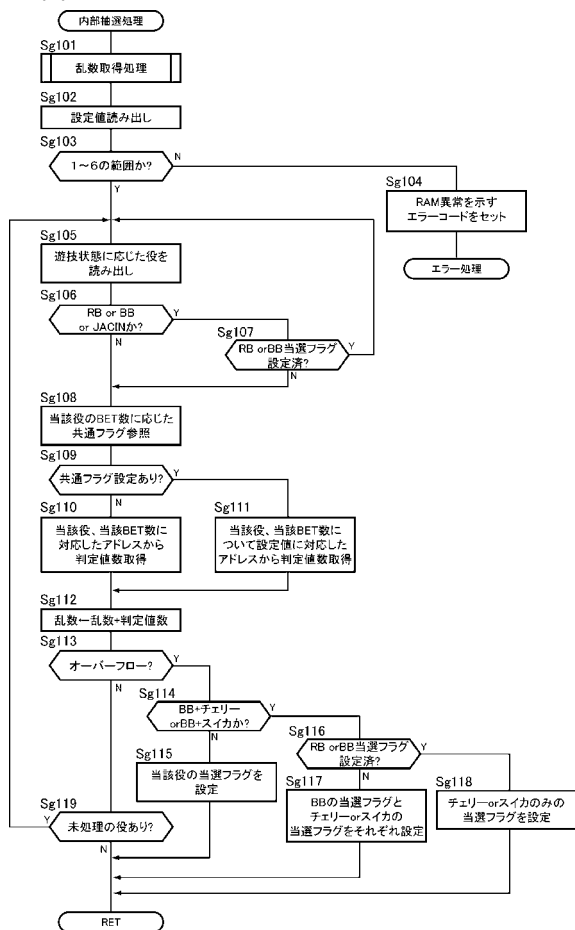 内部抽選処理
Sg101
乱数取得処理
Sg102
設定値読み出し
Sg103
1～6の範囲か?
N
Y
Sg104
RAM異常を示す
エラーコードをセット
エラー処理
Sg105
遊技状態に応じた役を
読み出し
Sg106
RB or BB
or JACINか?
Y
N
Sg107
RB orBB当選フラグ
設定済?
Y
N
Sg108
当該役のBET数に応じた
共通フラグ参照
Sg109
共通フラグ設定あり?
Y
N
Sg110
当該役、当該BET数に
対応したアドレスから
判定値数取得
Sg111
当該役、当該BET数に
ついて設定値に対応した
アドレスから判定値数取得
Sg112
乱数←乱数+判定値数
Sg113
オーバーフロー?
Y
N
Sg114
BB+チェリー
orBB+スイカか?
Y
N
Sg115
当該役の当選フラグを
設定
Sg116
RB orBB当選フラグ
設定済?
Y
N
Sg117
BBの当選フラグと
チェリーorスイカの
当選フラグをそれぞれ設定
Sg118
チェリーorスイカのみの
当選フラグを設定
Sg119
未処理の役あり?
Y
N
RET